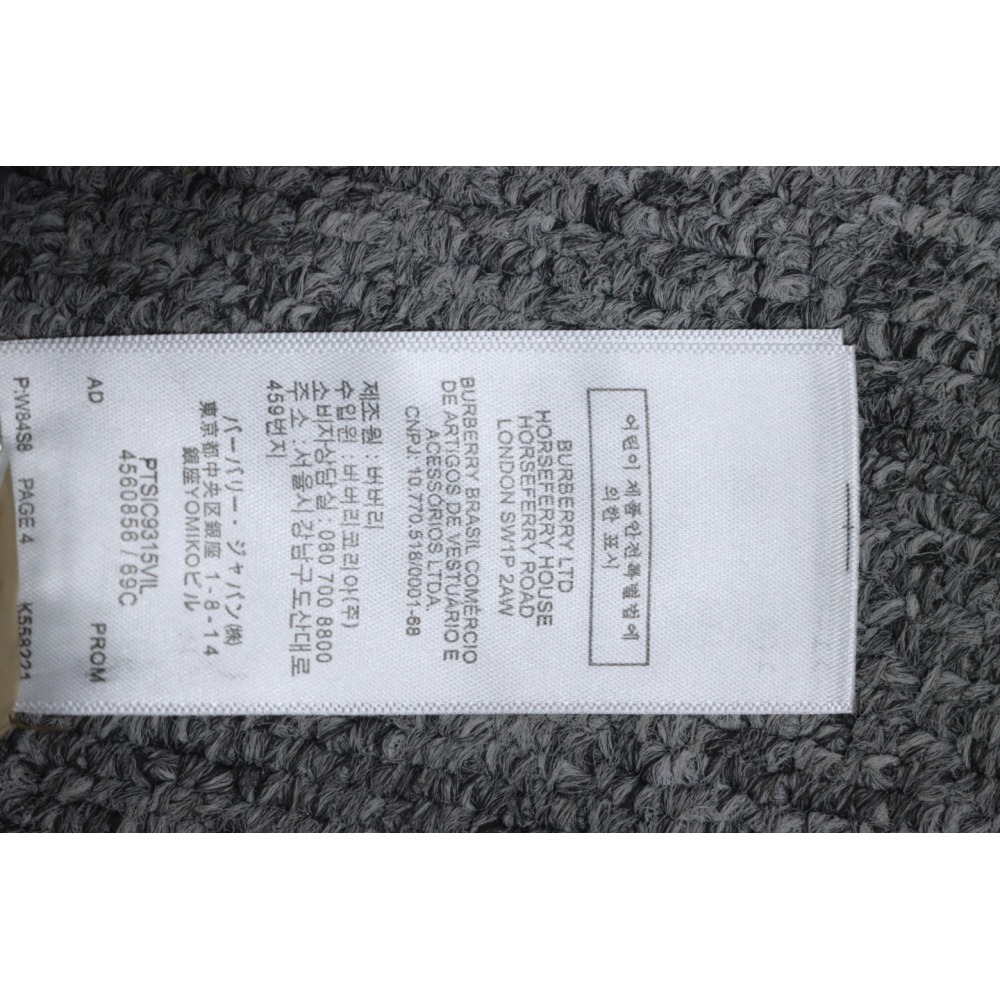 어린이 제품안전특별법에
의한 표시
BURBERRY LTD
HORSEFERRY HOUSE
HORSEFERRY ROAD
LONDON SW1P 2AW
BURBERRY BRASIL COMÉRCIO
DE ARTIGOS DE VESTUÁRIO E
ACESSÓRIOS LTDA.
CNPJ: 10.770.518/0001-68
제조원 : 버버리
수입원 : 버버리코리아(주)
소비자상담실 : 080 700 8800
주소 : 서울시 강남구 도산대로
459번지
バーバリー・ジャパン㈱
東京都中央区銀座 1-8-14
銀座YOMIKOビル
PTSIC9315VIL
4560856 / 69C
AD PROM
P:W84S8 PAGE 4 K558221